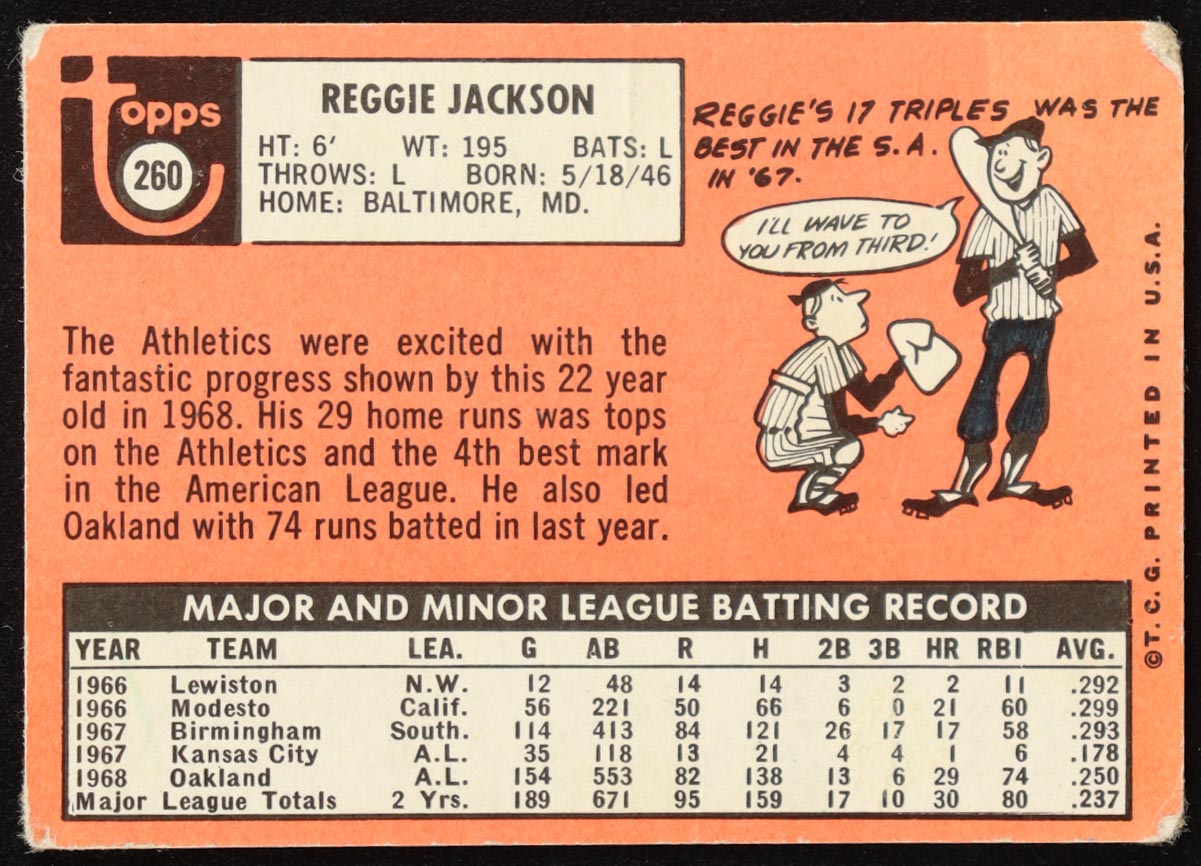 Topps
260
REGGIE JACKSON
HT: 6' WT: 195 BATS: L
THROWS: L BORN: 5/18/46
HOME: BALTIMORE, MD.
REGGIE'S 17 TRIPLES WAS THE
BEST IN THE S.A.
IN '67.
I'LL WAVE TO
YOU FROM THIRD!
The Athletics were excited with the
fantastic progress shown by this 22 year
old in 1968. His 29 home runs was tops
on the Athletics and the 4th best mark
in the American League. He also led
Oakland with 74 runs batted in last year.
©T. C. G. PRINTED IN U.S.A.
MAJOR AND MINOR LEAGUE BATTING RECORD
YEAR TEAM LEA. G AB R H 2B 3B HR RBI AVG.
1966 Lewiston N.W. 12 48 14 14 3 2 2 11 .292
1966 Modesto Calif. 56 221 50 66 6 0 21 60 .299
1967 Birmingham South. 114 413 84 121 26 17 17 58 .293
1967 Kansas City A.L. 35 118 13 21 4 4 1 6 .178
1968 Oakland A.L. 154 553 82 138 13 6 29 74 .250
Major League Totals 2 Yrs. 189 671 95 159 17 10 30 80 .237